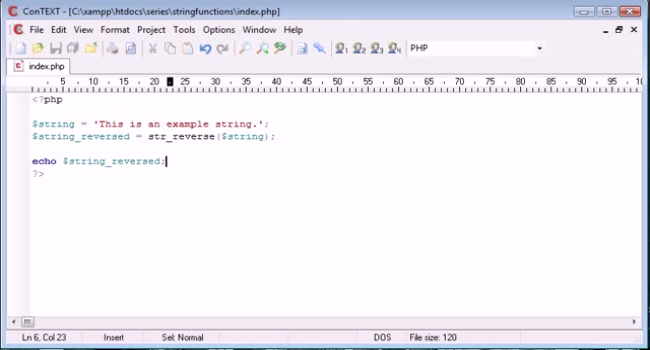 ConTEXT - [C:\xampp\htdocs\series\stringfunctions\index.php]
File Edit View Format Project Tools Options Window Help
PHP
index.php
5 10 15 20 25 30 35 40 45 50 55 60 65 70 75 80 85 90 95 10
<?php
$string = 'This is an example string.';
$string_reversed = str_reverse($string);
echo $string_reversed;
?>
Ln 6, Col 23 Insert Sel: Normal DOS File size: 120